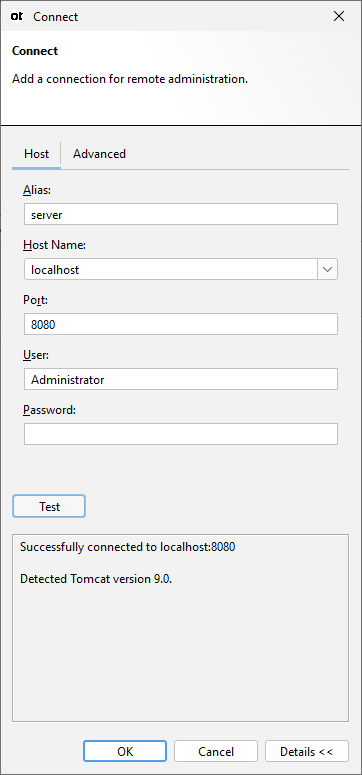 ot Connect
Connect
Add a connection for remote administration.
Host Advanced
Alias:
server
Host Name:
localhost
Port:
8080
User:
Administrator
Password:
Test
Successfully connected to localhost:8080
Detected Tomcat version 9.0.
OK Cancel Details <<